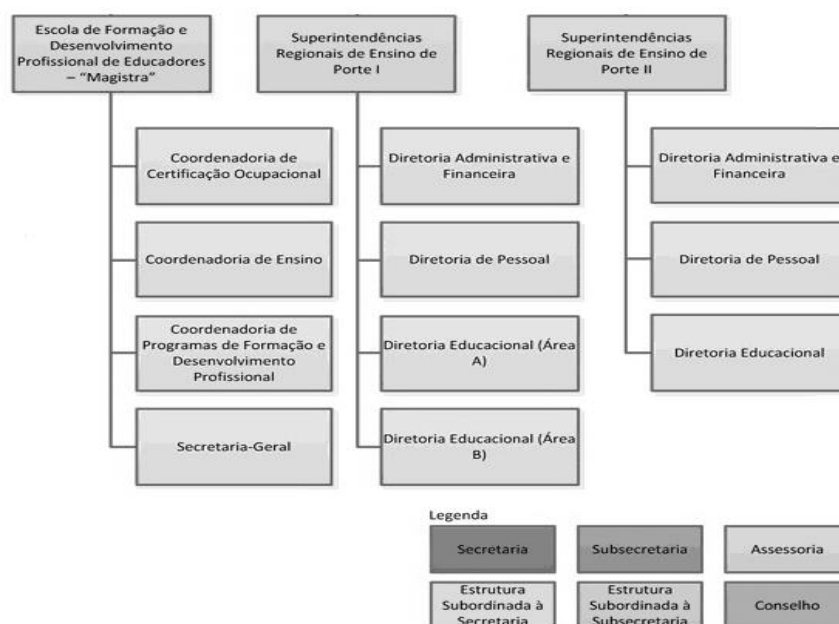 Escola de Formação e
Desenvolvimento
Profissional de Educadores
– "Magistra"
Coordenadoria de
Certificação Ocupacional
Coordenadoria de Ensino
Coordenadoria de
Programas de Formação e
Desenvolvimento
Profissional
Secretaria-Geral
Superintendências
Regionais de Ensino de
Porte I
Diretoria Administrativa e
Financeira
Diretoria de Pessoal
Diretoria Educacional (Área
A)
Diretoria Educacional (Área
B)
Superintendências
Regionais de Ensino de
Porte II
Diretoria Administrativa e
Financeira
Diretoria de Pessoal
Diretoria Educacional
Legenda
Secretaria
Subsecretaria
Assessoria
Estrutura
Subordinada à
Secretaria
Estrutura
Subordinada à
Subsecretaria
Conselho